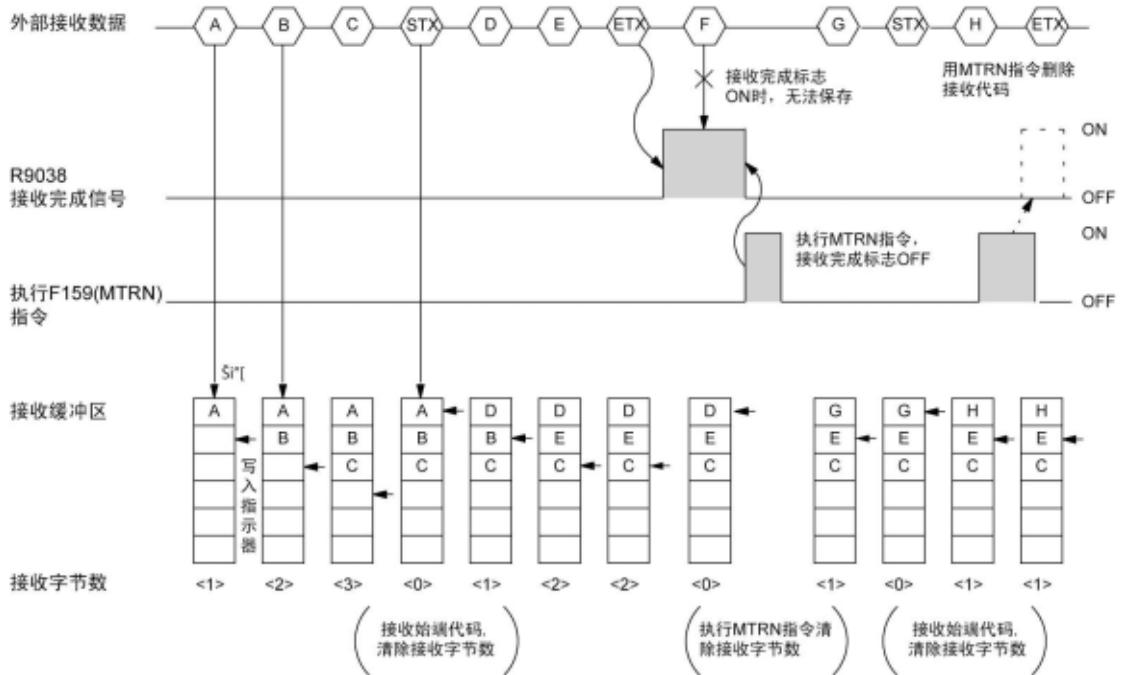 外部接收数据 A B C STX D E ETX F G STX H ETX
接收完成标志
ON时，无法保存
用MTRN指令删除
接收代码
ON
R9038
接收完成信号
OFF
ON
执行MTRN指令，
接收完成标志OFF
执行F159(MTRN)
指令
OFF
Ši"[
接收缓冲区 A A A A D D D D G G H H
B B B B E E E E E E E
C C C C C C C C C C
写入指示器
接收字节数 <1> <2> <3> <0> <1> <2> <2> <0> <1> <0> <1> <1>
接收始端代码，
清除接收字节数
执行MTRN指令清
除接收字节数
接收始端代码，
清除接收字节数